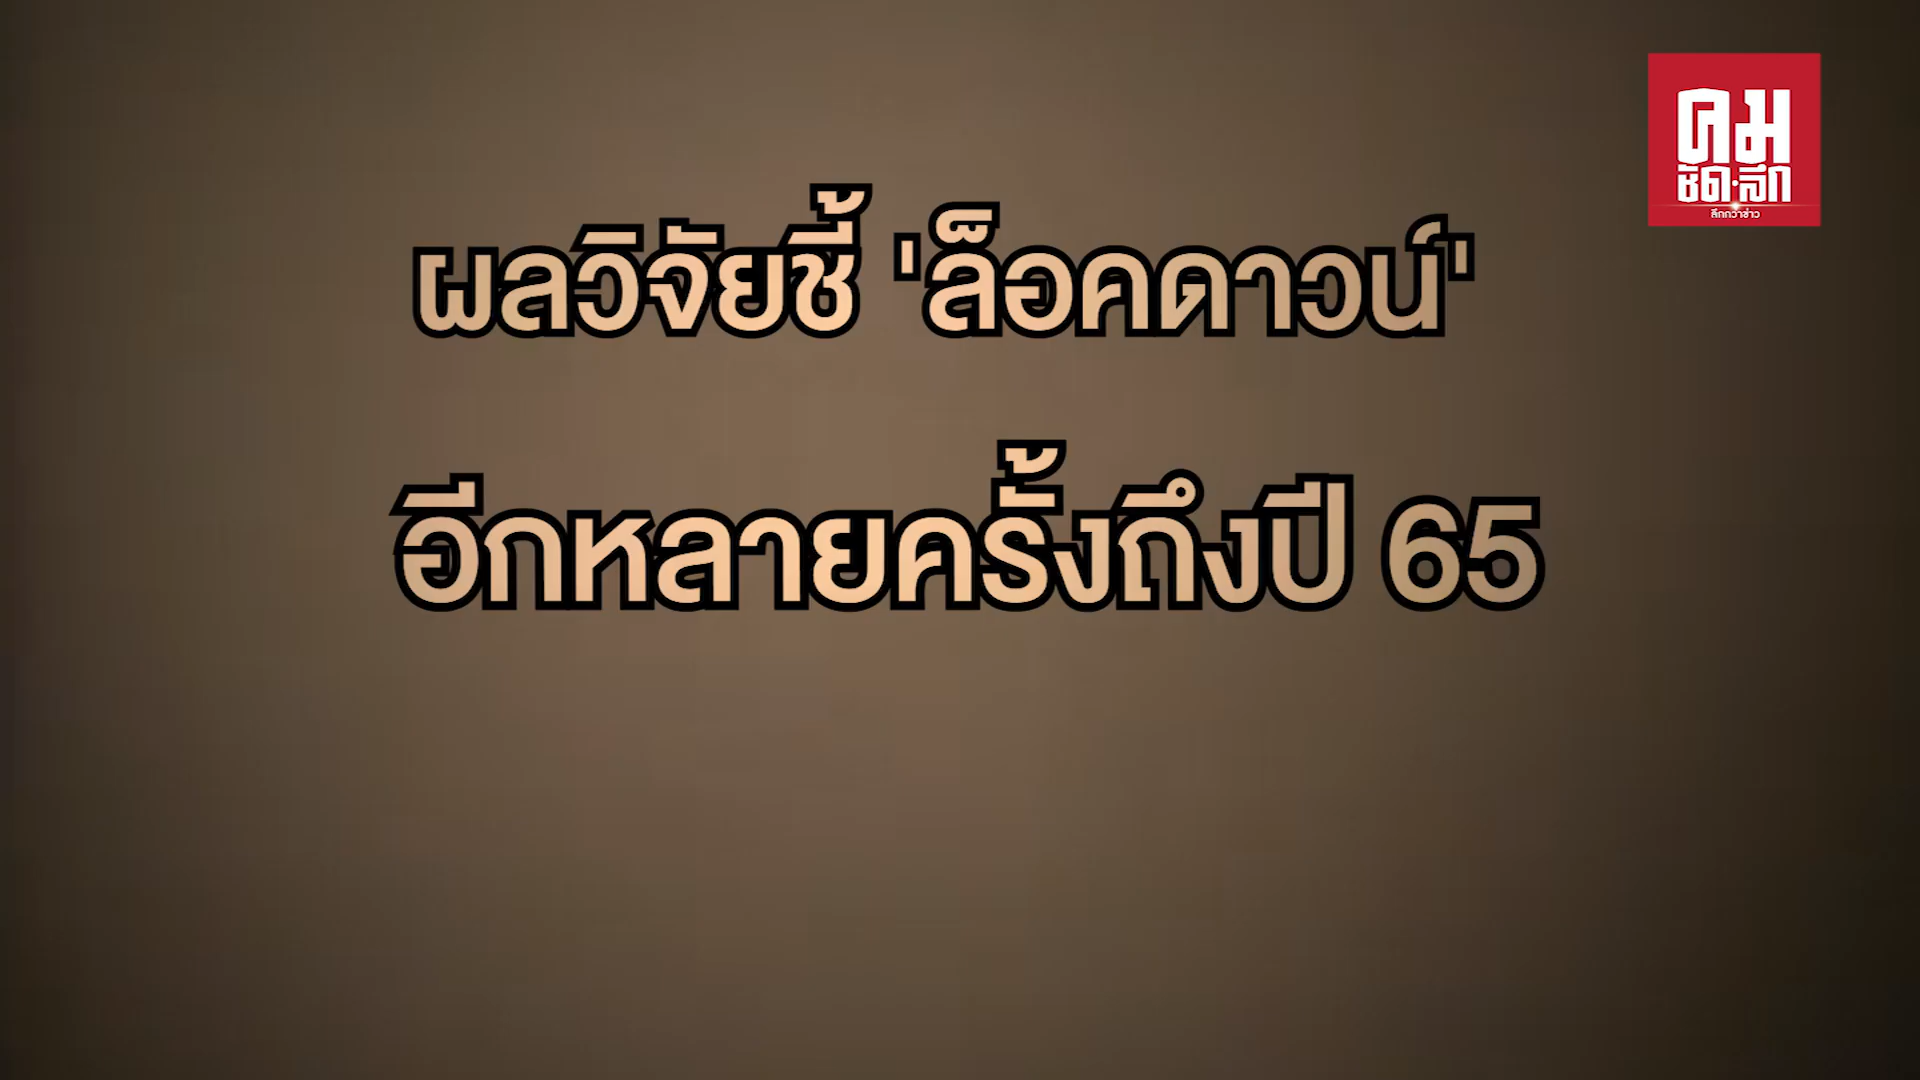 คม
ชัด•ลึก
ลึกกว่าข่าว
ผลวิจัยชี้ 'ล็อคดาวน์'
อีกหลายครั้งถึงปี 65